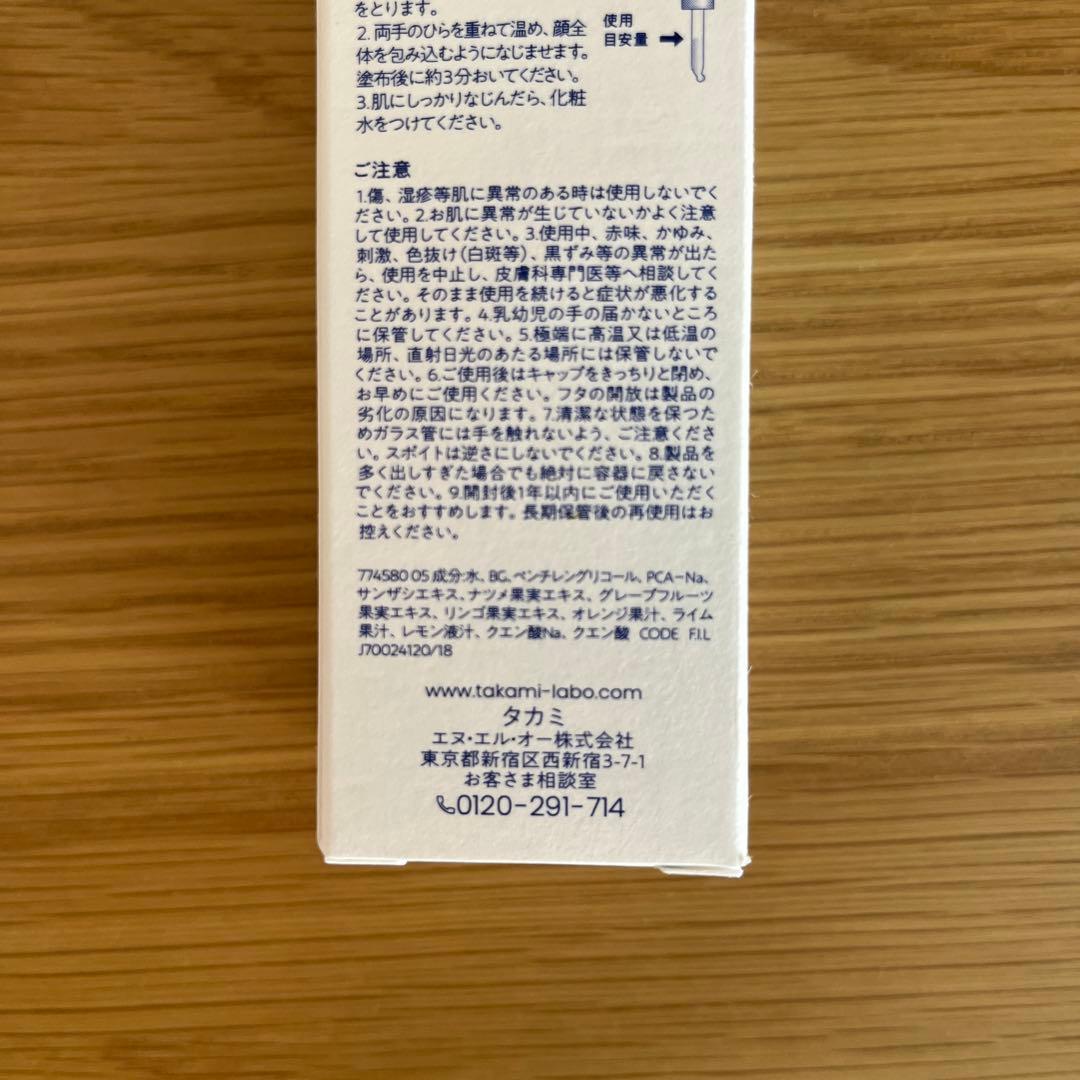 をとります。
2. 両手のひらを重ねて温め、顔全
体を包み込むようになじませます。
塗布後に約3分おいてください。
3.肌にしっかりなじんだら、化粧
水をつけてください。
使用
目安量
ご注意
1.傷、湿疹等肌に異常のある時は使用しないでく
ださい。2.お肌に異常が生じていないかよく注意
して使用してください。3.使用中、赤味、かゆみ、
刺激、色抜け(白斑等)、黒ずみ等の異常が出た
ら、使用を中止し、皮膚科専門医等へ相談してく
ださい。そのまま使用を続けると症状が悪化する
ことがあります。4.乳幼児の手の届かないところ
に保管してください。5.極端に高温又は低温の
場所、直射日光のあたる場所には保管しないで
ください。6.ご使用後はキャップをきっちりと閉め、
お早めにご使用ください。フタの開放は製品の
劣化の原因になります。7.清潔な状態を保つた
めガラス管には手を触れないよう、ご注意くださ
い。スポイトは逆さにしないでください。8.製品を
多く出しすぎた場合でも絶対に容器に戻さない
でください。9.開封後1年以内にご使用いただく
ことをおすすめします。長期保管後の再使用はお
控えください。
774580 05 成分:水、BG、ペンチレングリコール、PCA-Na、
サンザシエキス、ナツメ果実エキス、グレープフルーツ
果実エキス、リンゴ果実エキス、オレンジ果汁、ライム
果汁、レモン液汁、クエン酸Na、クエン酸 CODE F.I.L
J70024120/18
www.takami-labo.com
タカミ
エヌ・エル・オー株式会社
東京都新宿区西新宿3-7-1
お客さま相談室
0120-291-714